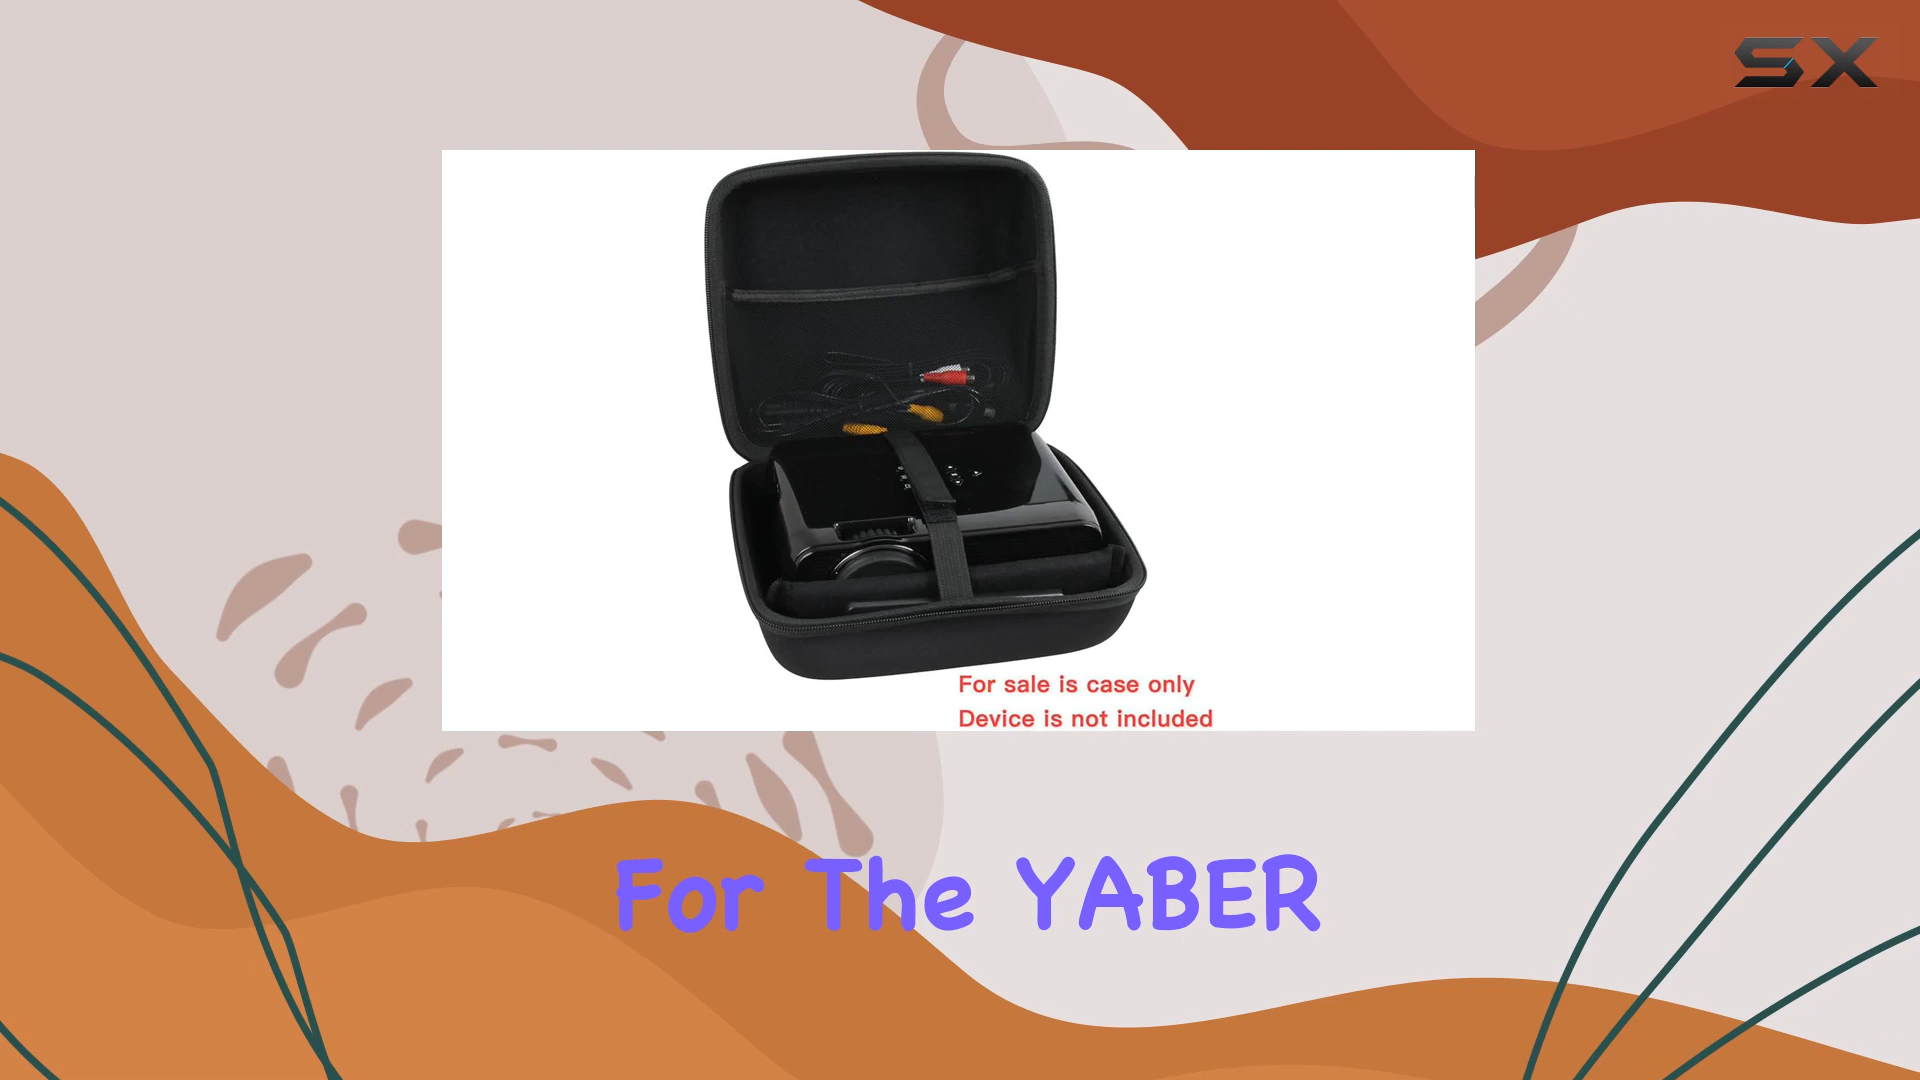 SX
For sale is case only
Device is not included
For The YABER